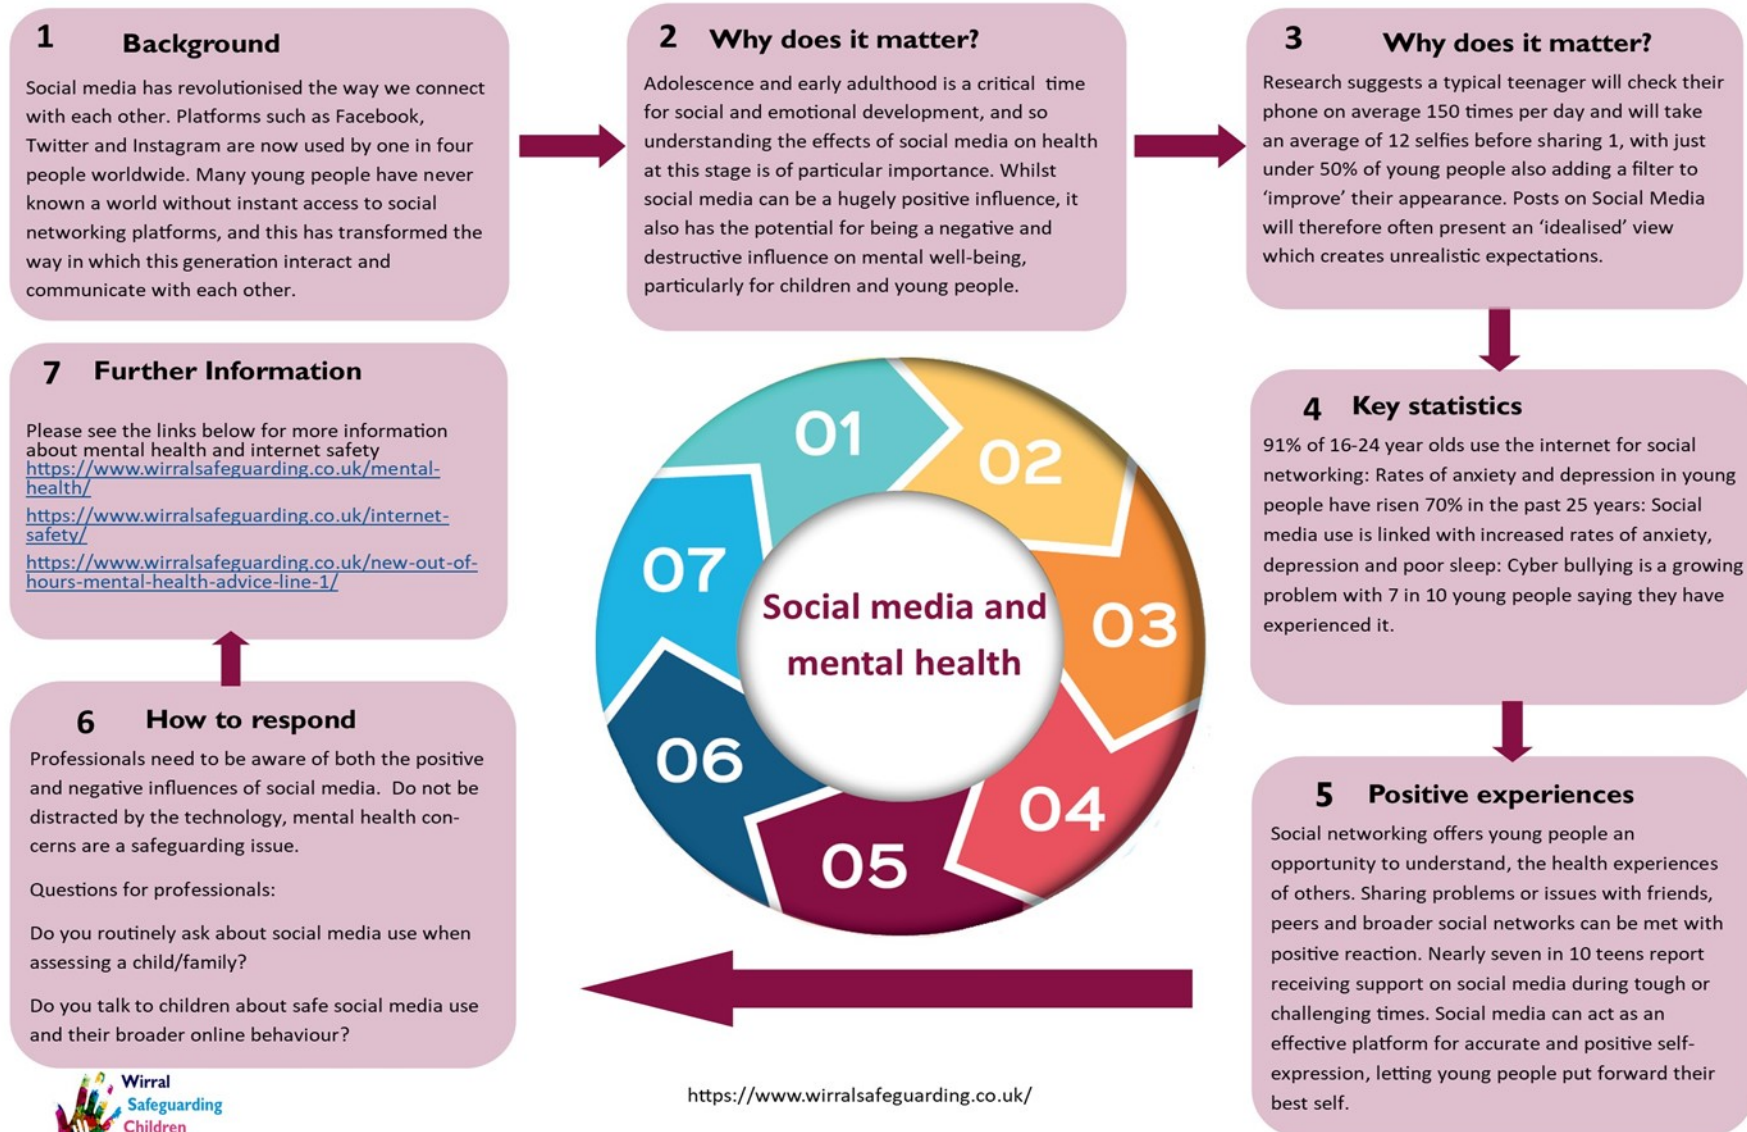 1 Background
Social media has revolutionised the way we connect
with each other. Platforms such as Facebook,
Twitter and Instagram are now used by one in four
people worldwide. Many young people have never
known a world without instant access to social
networking platforms, and this has transformed the
way in which this generation interact and
communicate with each other.
2 Why does it matter?
Adolescence and early adulthood is a critical time
for social and emotional development, and so
understanding the effects of social media on health
at this stage is of particular importance. Whilst
social media can be a hugely positive influence, it
also has the potential for being a negative and
destructive influence on mental well-being,
particularly for children and young people.
3 Why does it matter?
Research suggests a typical teenager will check their
phone on average 150 times per day and will take
an average of 12 selfies before sharing 1, with just
under 50% of young people also adding a filter to
‘improve’ their appearance. Posts on Social Media
will therefore often present an ‘idealised’ view
which creates unrealistic expectations.
4 Key statistics
91% of 16-24 year olds use the internet for social
networking: Rates of anxiety and depression in young
people have risen 70% in the past 25 years: Social
media use is linked with increased rates of anxiety,
depression and poor sleep: Cyber bullying is a growing
problem with 7 in 10 young people saying they have
experienced it.
5 Positive experiences
Social networking offers young people an
opportunity to understand, the health experiences
of others. Sharing problems or issues with friends,
peers and broader social networks can be met with
positive reaction. Nearly seven in 10 teens report
receiving support on social media during tough or
challenging times. Social media can act as an
effective platform for accurate and positive self-
expression, letting young people put forward their
best self.
6 How to respond
Professionals need to be aware of both the positive
and negative influences of social media. Do not be
distracted by the technology, mental health con-
cerns are a safeguarding issue.
Questions for professionals:
Do you routinely ask about social media use when
assessing a child/family?
Do you talk to children about safe social media use
and their broader online behaviour?
7 Further Information
Please see the links below for more information
about mental health and internet safety
https://www.wirralsafeguarding.co.uk/mental-
health/
https://www.wirralsafeguarding.co.uk/internet-
safety/
https://www.wirralsafeguarding.co.uk/new-out-of-
hours-mental-health-advice-line-1/
01
02
03
04
05
06
07
Social media and
mental health
Wirral
Safeguarding
Children
https://www.wirralsafeguarding.co.uk/